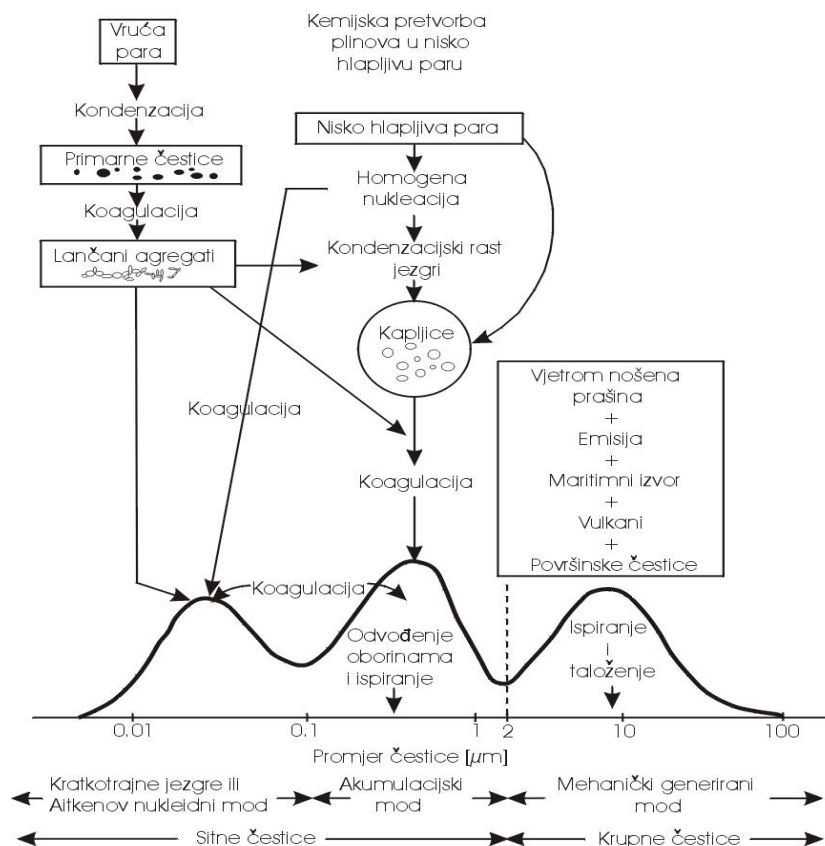 Vruća
para
Kondenzacija
Primarne čestice
Koagulacija
Lančani agregati
Kemijska pretvorba
plinova u nisko
hlapljivu paru
Nisko hlapljiva para
Homogena
nukleacija
Kondenzacijski rast
jezgri
Kapljice
Koagulacija
Koagulacija
Vjetrom nošena
prašina
+
Emisija
+
Maritimni izvor
+
Vulkani
+
Površinske čestice
Koagulacija
Odvođenje
oborinama
i ispiranje
Ispiranje
i
taloženje
0.01 0.1 1 2 10 100
Promjer čestice [μm]
Kratkotrajne jezgre ili
Aitkenov nukleidni mod
Akumulacijski
mod
Mehanički generirani
mod
Sitne čestice
Krupne čestice